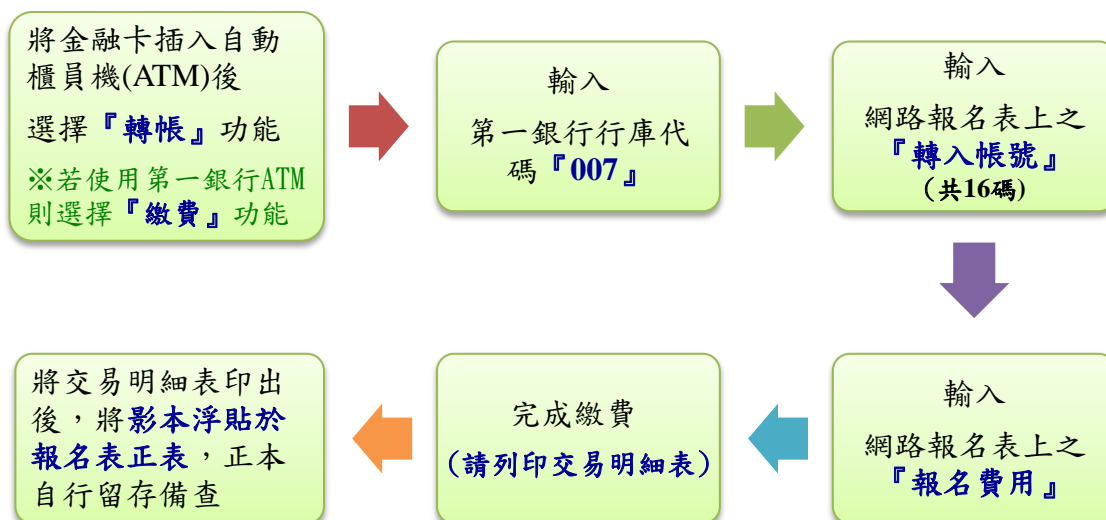 將金融卡插入自動
櫃員機(ATM)後
選擇『轉帳』功能
※若使用第一銀行ATM
則選擇『繳費』功能
輸入
第一銀行行庫代
碼『007』
輸入
網路報名表上之
『轉入帳號』
(共16碼)
輸入
網路報名表上之
『報名費用』
完成繳費
(請列印交易明細表)
將交易明細表印出
後，將影本浮貼於
報名表正表，正本
自行留存備查